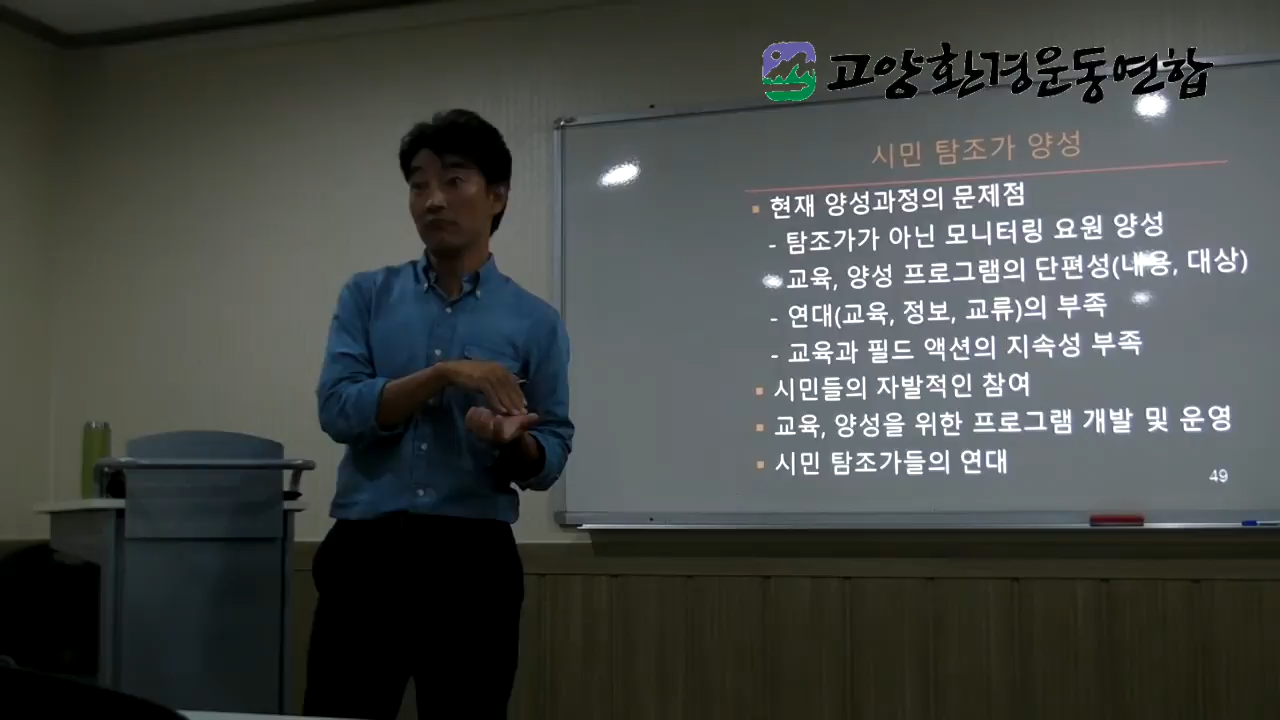 고양환경운동연합
시민 탐조가 양성
▪ 현재 양성과정의 문제점
- 탐조가가 아닌 모니터링 요원 양성
교육, 양성 프로그램의 단편성(내용, 대상)
- 연대(교육, 정보, 교류)의 부족
- 교육과 필드 액션의 지속성 부족
▪ 시민들의 자발적인 참여
▪ 교육, 양성을 위한 프로그램 개발 및 운영
▪ 시민 탐조가들의 연대
49